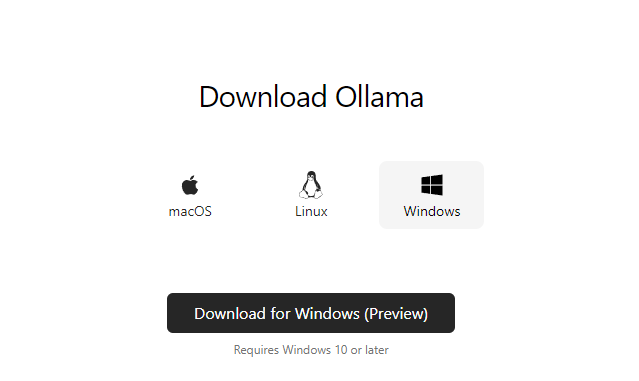 Download Ollama
macOS
Linux
Windows
Download for Windows (Preview)
Requires Windows 10 or later